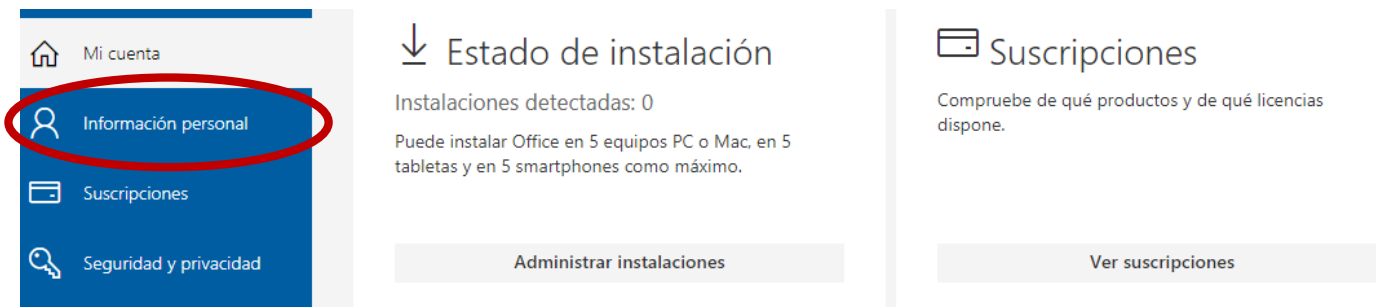 Mi cuenta
Información personal
Suscripciones
Seguridad y privacidad
Estado de instalación
Instalaciones detectadas: 0
Puede instalar Office en 5 equipos PC o Mac, en 5
tabletas y en 5 smartphones como máximo.
Administrar instalaciones
Suscripciones
Compruebe de qué productos y de qué licencias
dispone.
Ver suscripciones